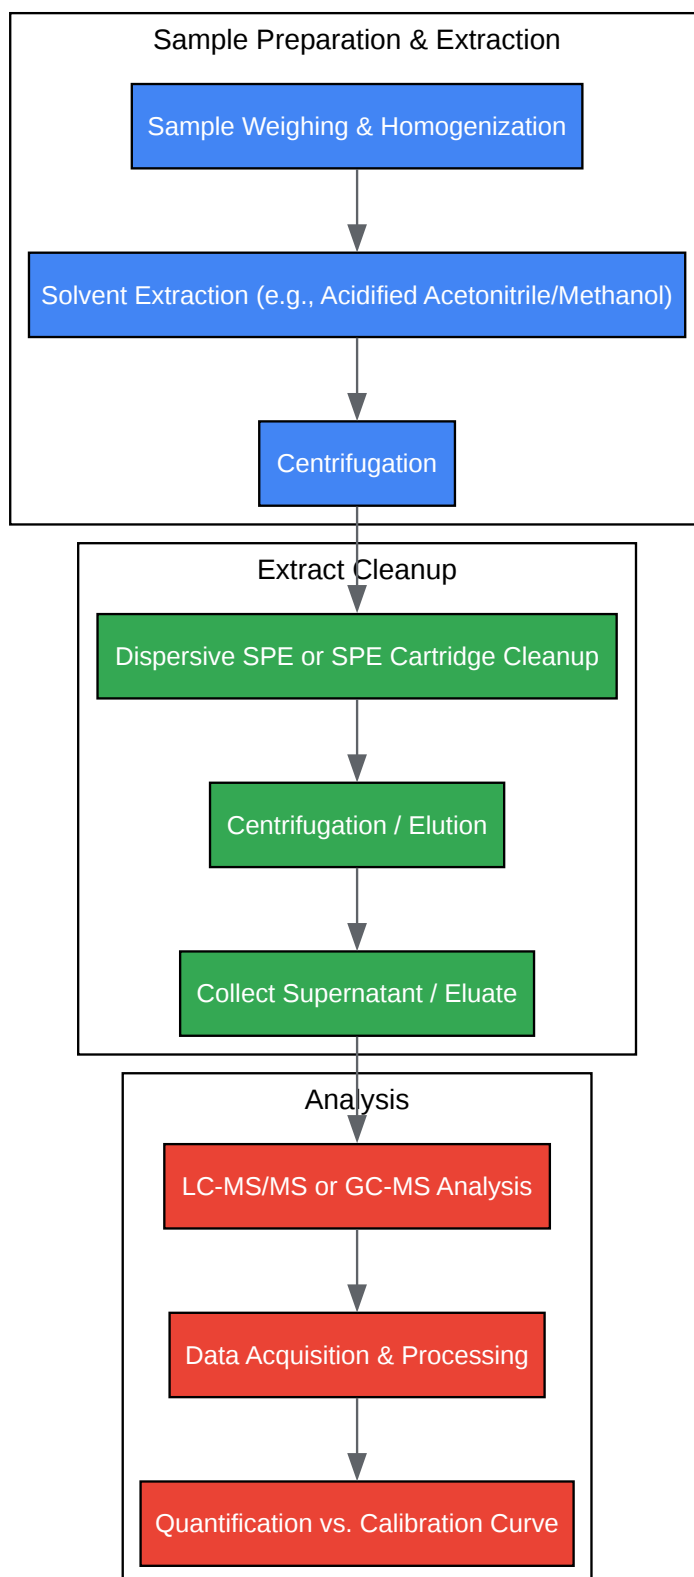 Sample Preparation & Extraction
Sample Weighing & Homogenization
Solvent Extraction (e.g., Acidified Acetonitrile/Methanol)
Centrifugation
Extract Cleanup
Dispersive SPE or SPE Cartridge Cleanup
Centrifugation / Elution
Collect Supernatant / Eluate
Analysis
LC-MS/MS or GC-MS Analysis
Data Acquisition & Processing
Quantification vs. Calibration Curve